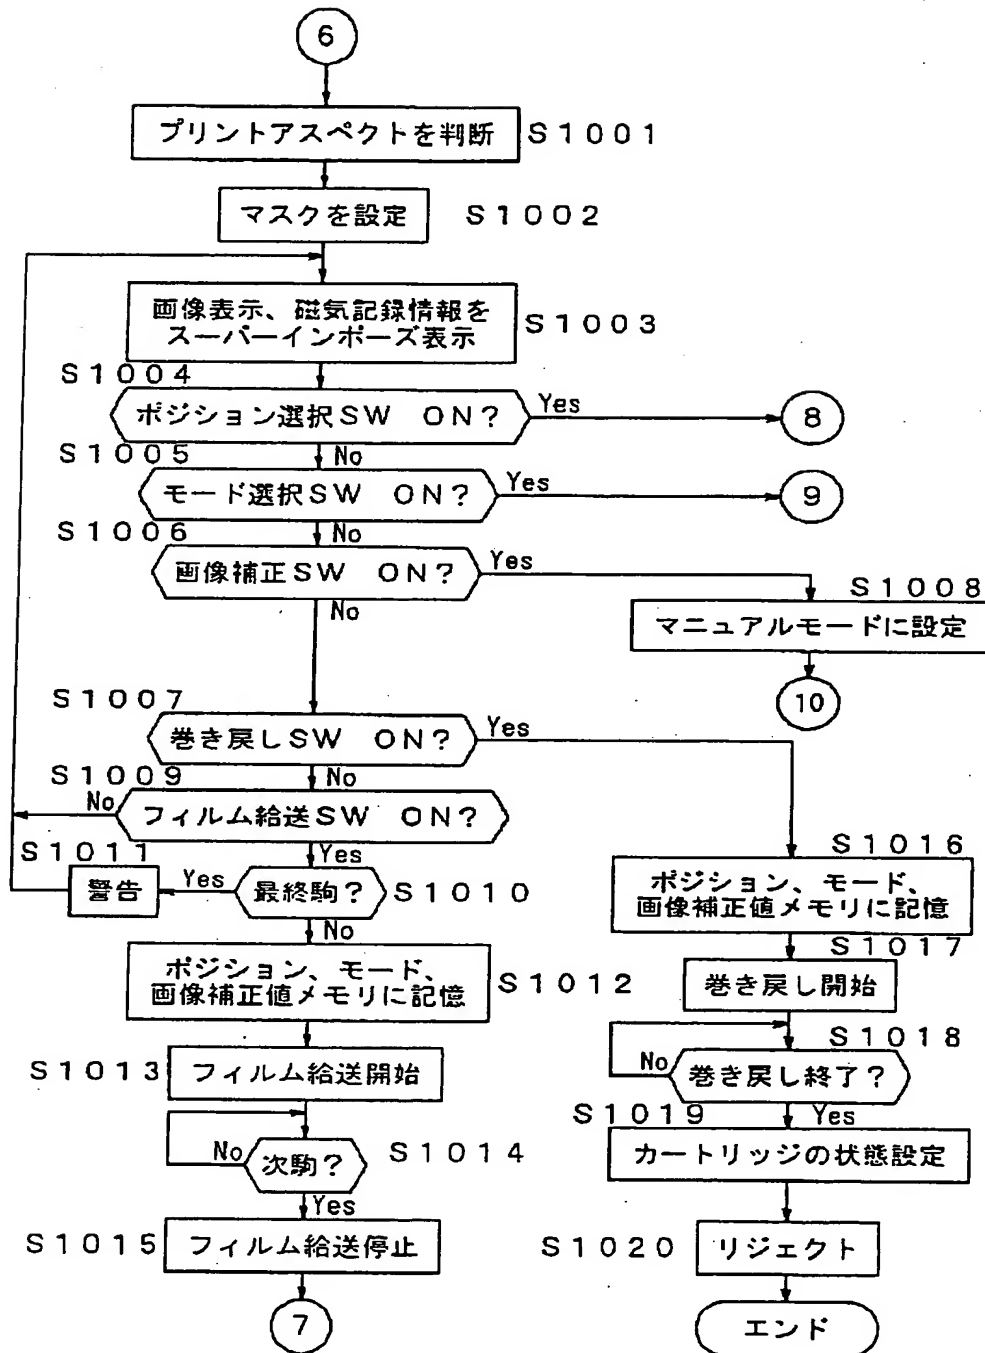 6
プリントアスペクトを判断 S1001
マスクを設定 S1002
画像表示、磁気記録情報を
スーパーインポーズ表示
S1003
S1004
ポジション選択SW ON?
Yes
8
No
S1005
モード選択SW ON?
Yes
9
No
S1006
画像補正SW ON?
Yes
No
S1008
マニュアルモードに設定
10
S1007
巻き戻しSW ON?
Yes
No
S1009
No
フィルム給送SW ON?
Yes
S1011
警告
Yes
最終駒?
S1010
No
ポジション、モード、
画像補正値メモリに記憶
S1012
S1013
フィルム給送開始
No
次駒?
S1014
Yes
S1015
フィルム給送停止
7
S1016
ポジション、モード、
画像補正値メモリに記憶
S1017
巻き戻し開始
S1018
No
巻き戻し終了?
S1019
Yes
カートリッジの状態設定
S1020
リジェクト
エンド